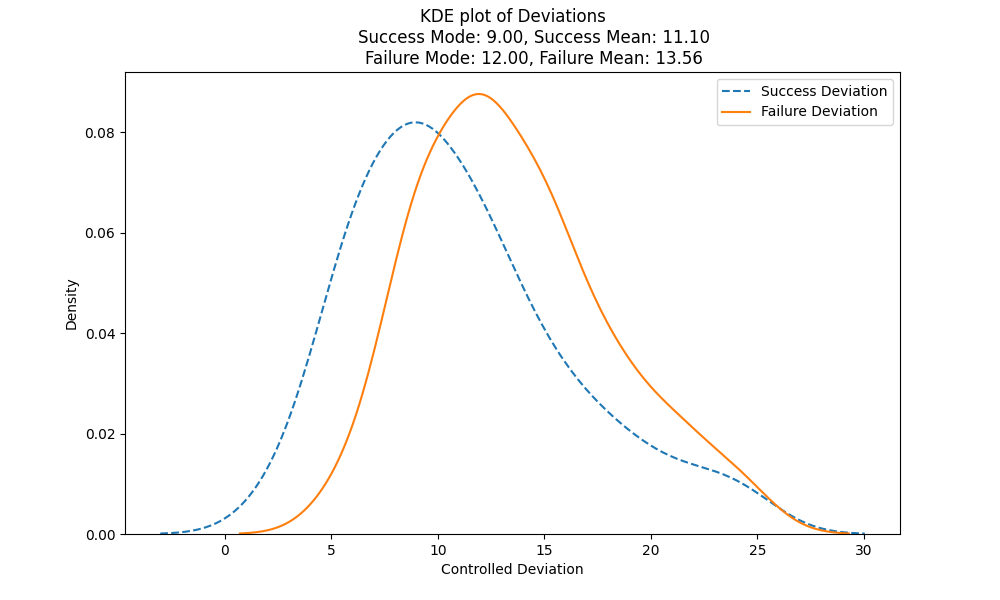 KDE plot of Deviations
Success Mode: 9.00, Success Mean: 11.10
Failure Mode: 12.00, Failure Mean: 13.56
Success Deviation
Failure Deviation
0.08
0.06
0.04
0.02
0.00
Density
0 5 10 15 20 25 30
Controlled Deviation